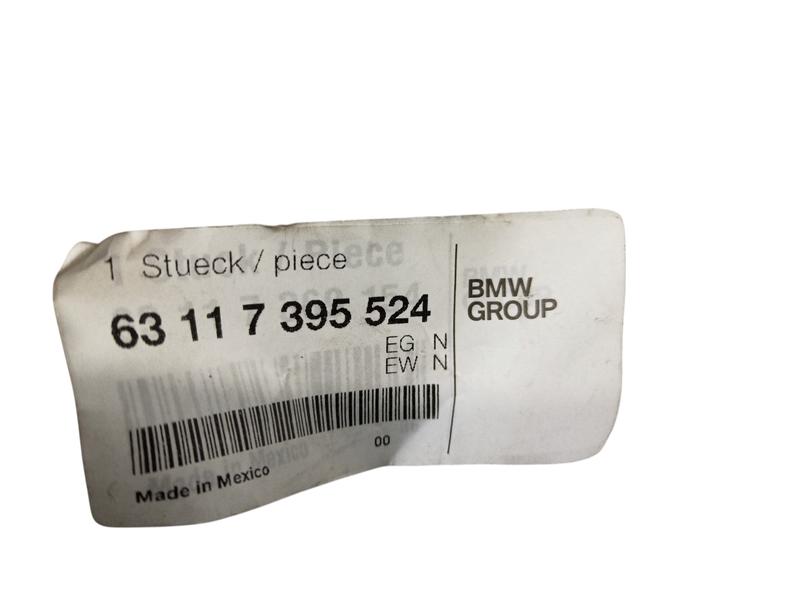 1 Stueck / piece
63 11 7 395 524
EG N
EW N
BMW
GROUP
00
Made in Mexico